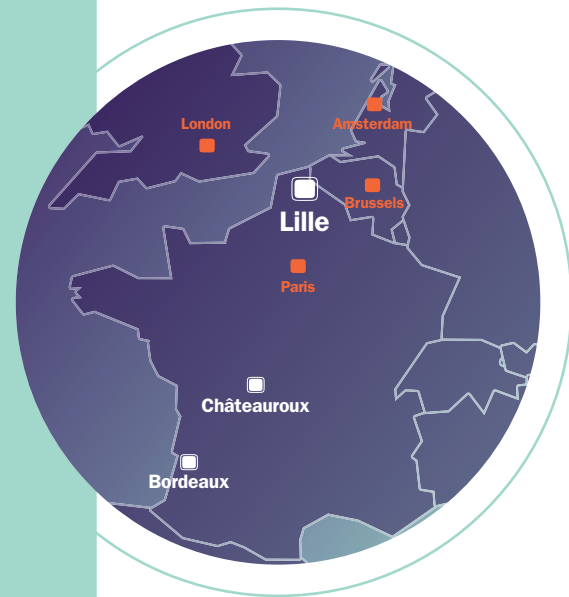 London
Amsterdam
Brussels
Lille
Paris
Châteauroux
Bordeaux